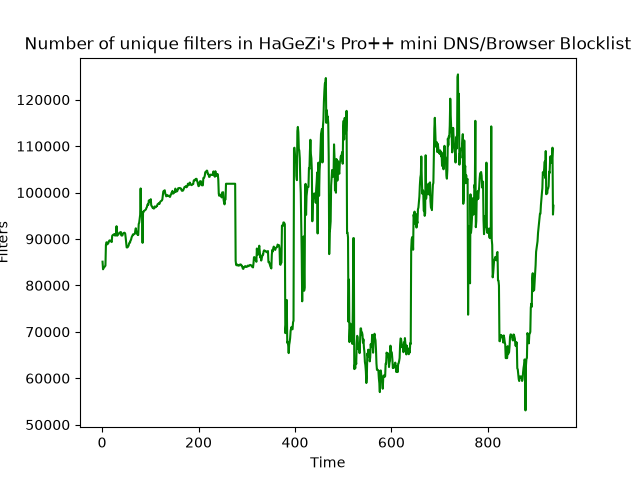 Number of unique filters in HaGeZi's Pro++ mini DNS/Browser Blocklist
120000
110000
100000
90000
80000
70000
60000
50000
Filters
0 200 400 600 800
Time